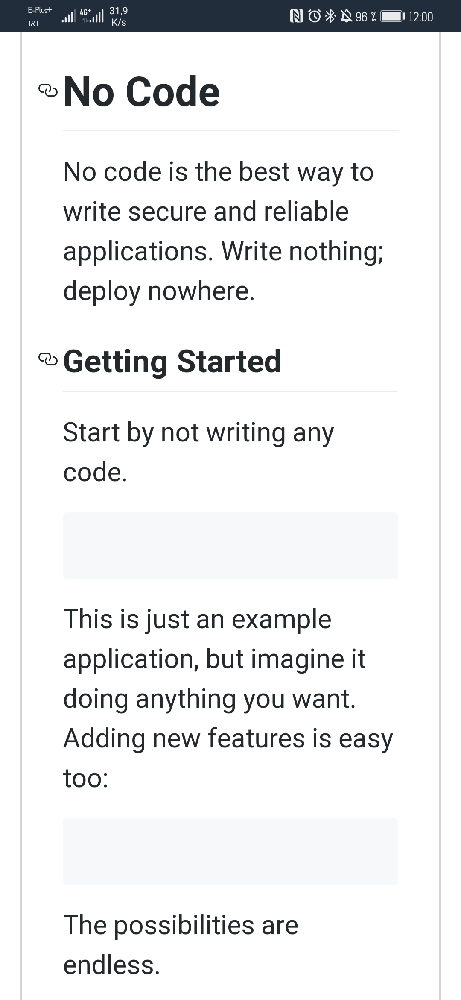 E-Plus+ 4G+ 31,9 96 % 12:00
1&1 K/s
No Code
No code is the best way to
write secure and reliable
applications. Write nothing;
deploy nowhere.
Getting Started
Start by not writing any
code.
This is just an example
application, but imagine it
doing anything you want.
Adding new features is easy
too:
The possibilities are
endless.